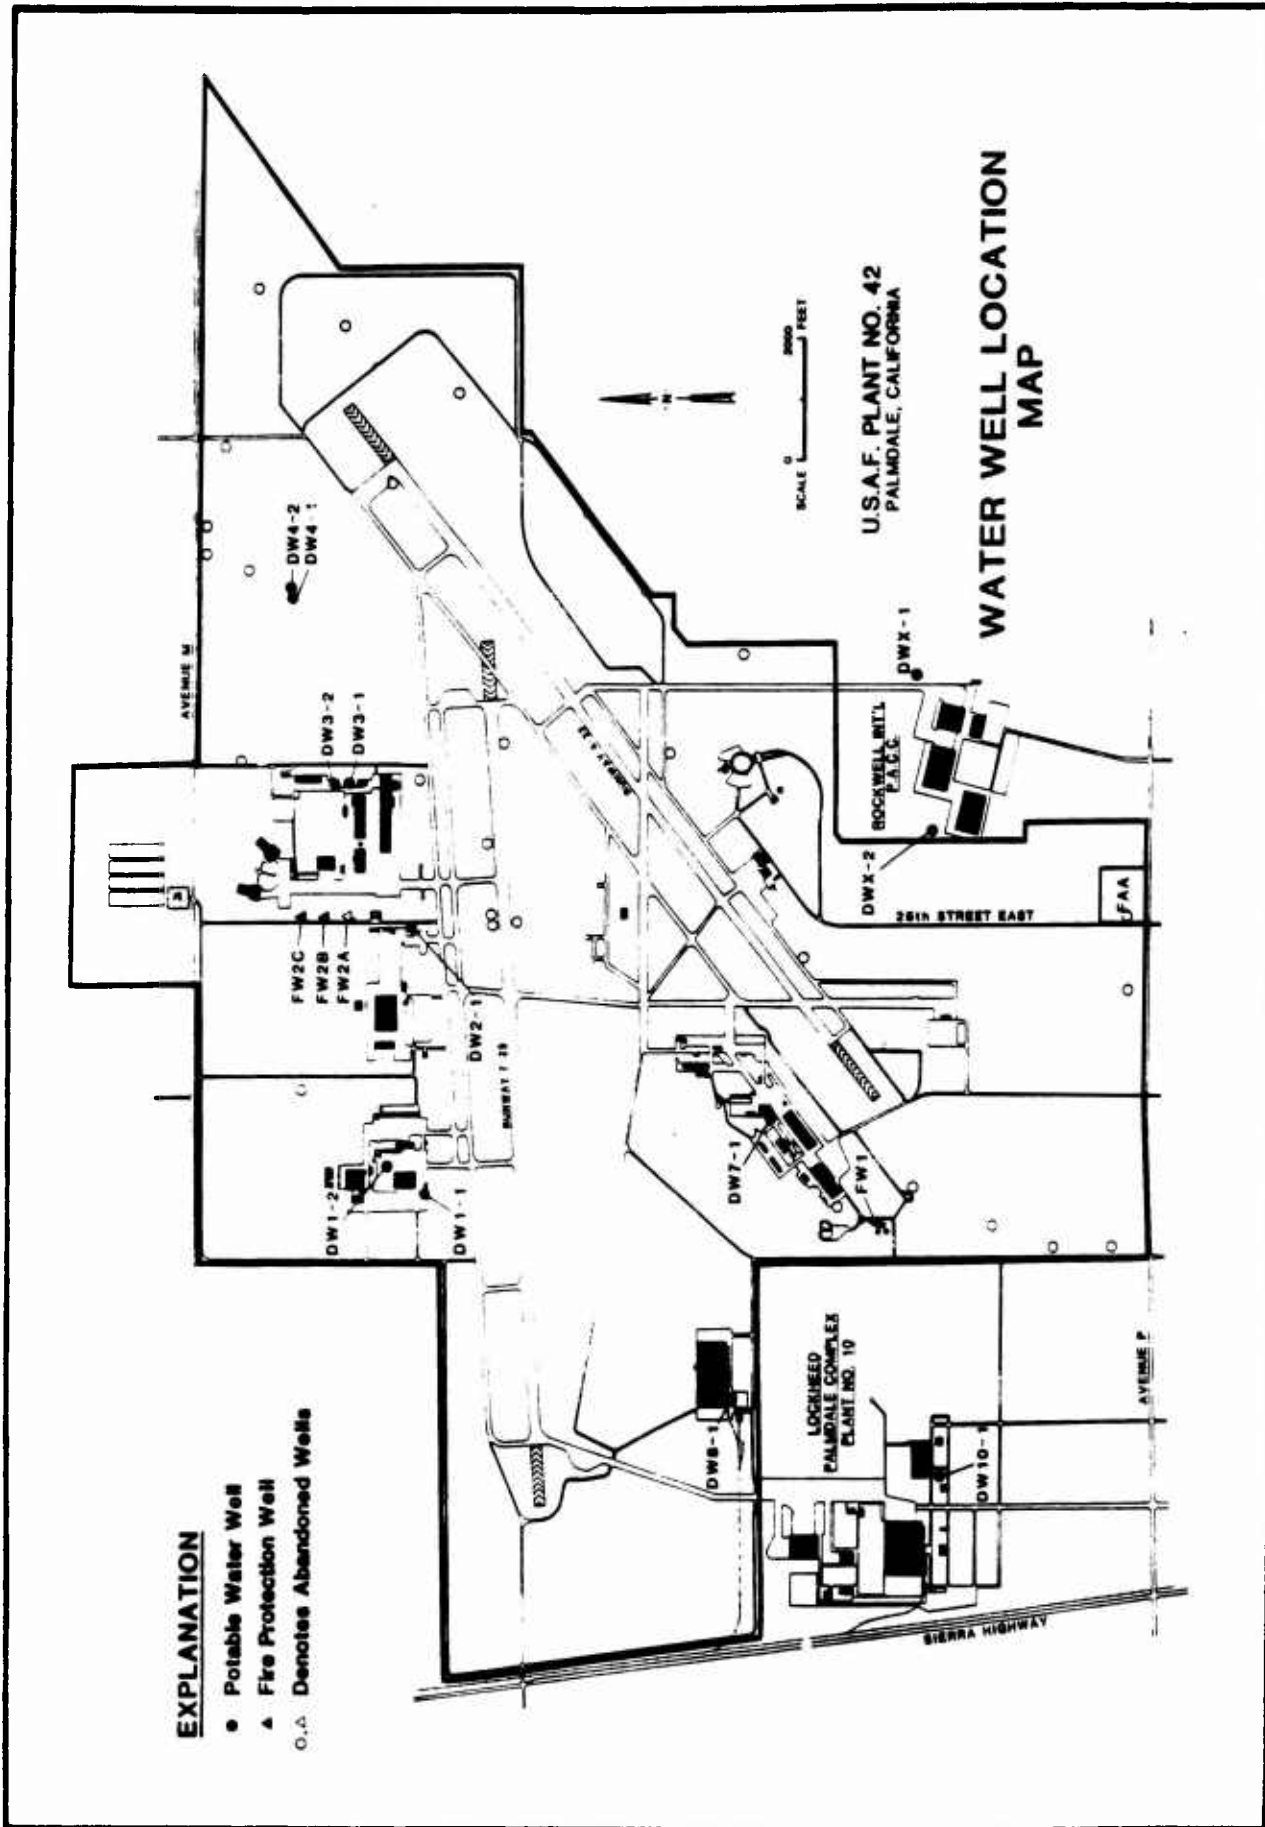 EXPLANATION
● Potable Water Well
▲ Fire Protection Well
○,△ Denotes Abandoned Wells
AVENUE M
DW4-2
DW4-1
DW3-2
DW3-1
FW2C
FW2B
FW2A
DW2-1
DW1-2
DW1-1
DW7-1
FW1
DW8-1
LOCKHEED
PALMDALE COMPLEX
PLANT NO. 10
DW10-1
SIERRA HIGHWAY
AVENUE P
25th STREET EAST
FAA
ROCKWELL INT'L
P.A.C.C.
DWX-2
DWX-1
-N-
SCALE 0 2000 FEET
U.S.A.F. PLANT NO. 42
PALMDALE, CALIFORNIA
WATER WELL LOCATION
MAP